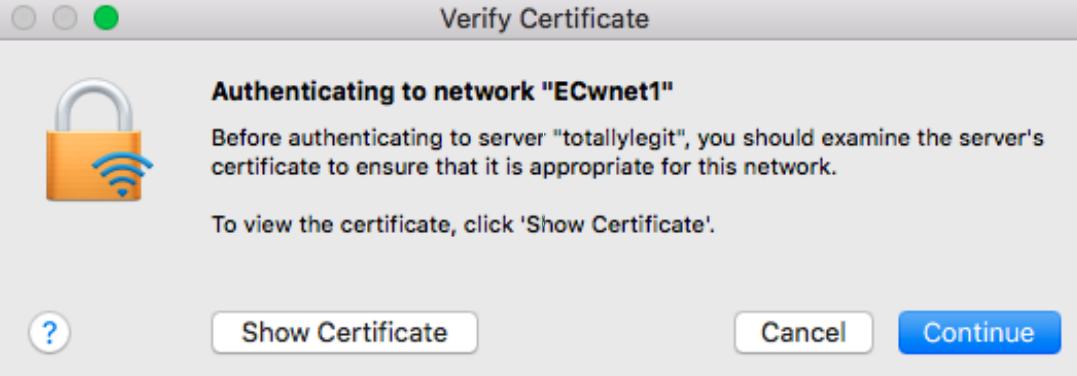 Verify Certificate
Authenticating to network "ECwnet1"
Before authenticating to server "totallylegit", you should examine the server's
certificate to ensure that it is appropriate for this network.
To view the certificate, click 'Show Certificate'.
?
Show Certificate
Cancel
Continue